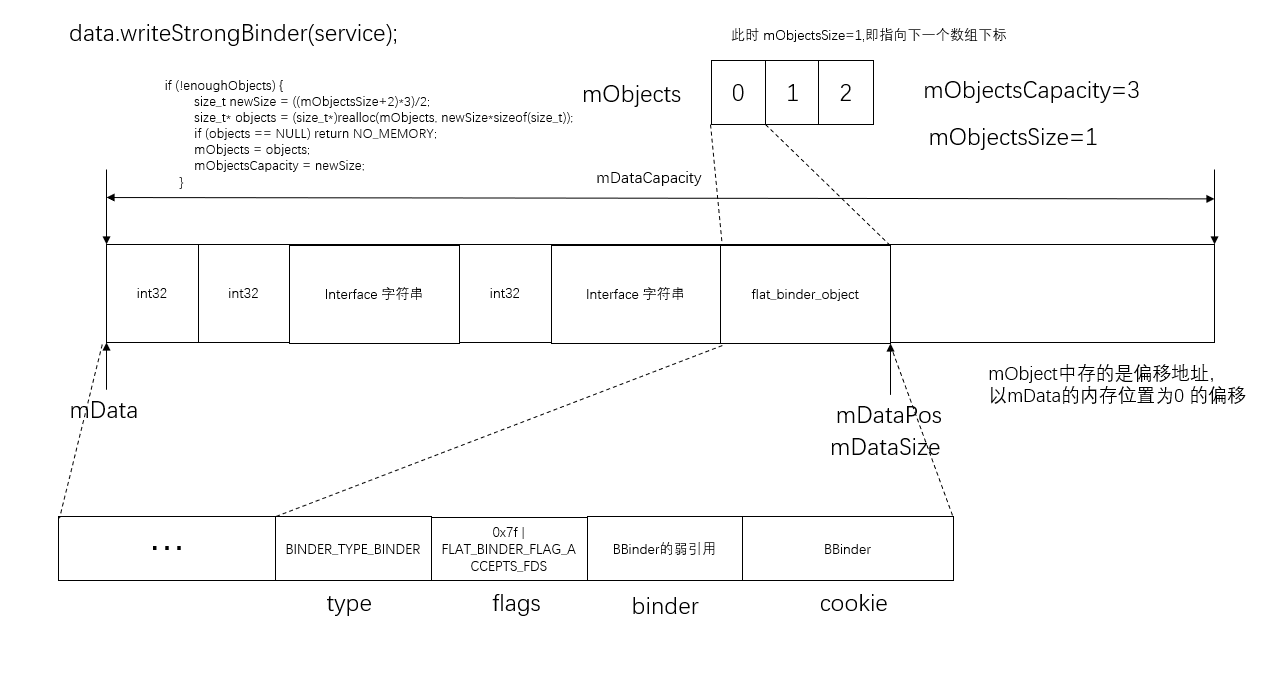 data.writeStrongBinder(service);
此时 mObjectsSize=1,即指向下一个数组下标
if (!enoughObjects) {
size_t newSize = ((mObjectsSize+2)*3)/2;
size_t* objects = (size_t*)realloc(mObjects, newSize*sizeof(size_t));
if (objects == NULL) return NO_MEMORY;
mObjects = objects;
mObjectsCapacity = newSize;
}
mObjects
0
1
2
mObjectsCapacity=3
mObjectsSize=1
mDataCapacity
int32
int32
Interface 字符串
int32
Interface 字符串
flat_binder_object
mData
mDataPos
mDataSize
mObject中存的是偏移地址,
以mData的内存位置为0 的偏移
...
BINDER_TYPE_BINDER
0x7f |
FLAT_BINDER_FLAG_A
CCEPTS_FDS
BBinder的弱引用
BBinder
type
flags
binder
cookie